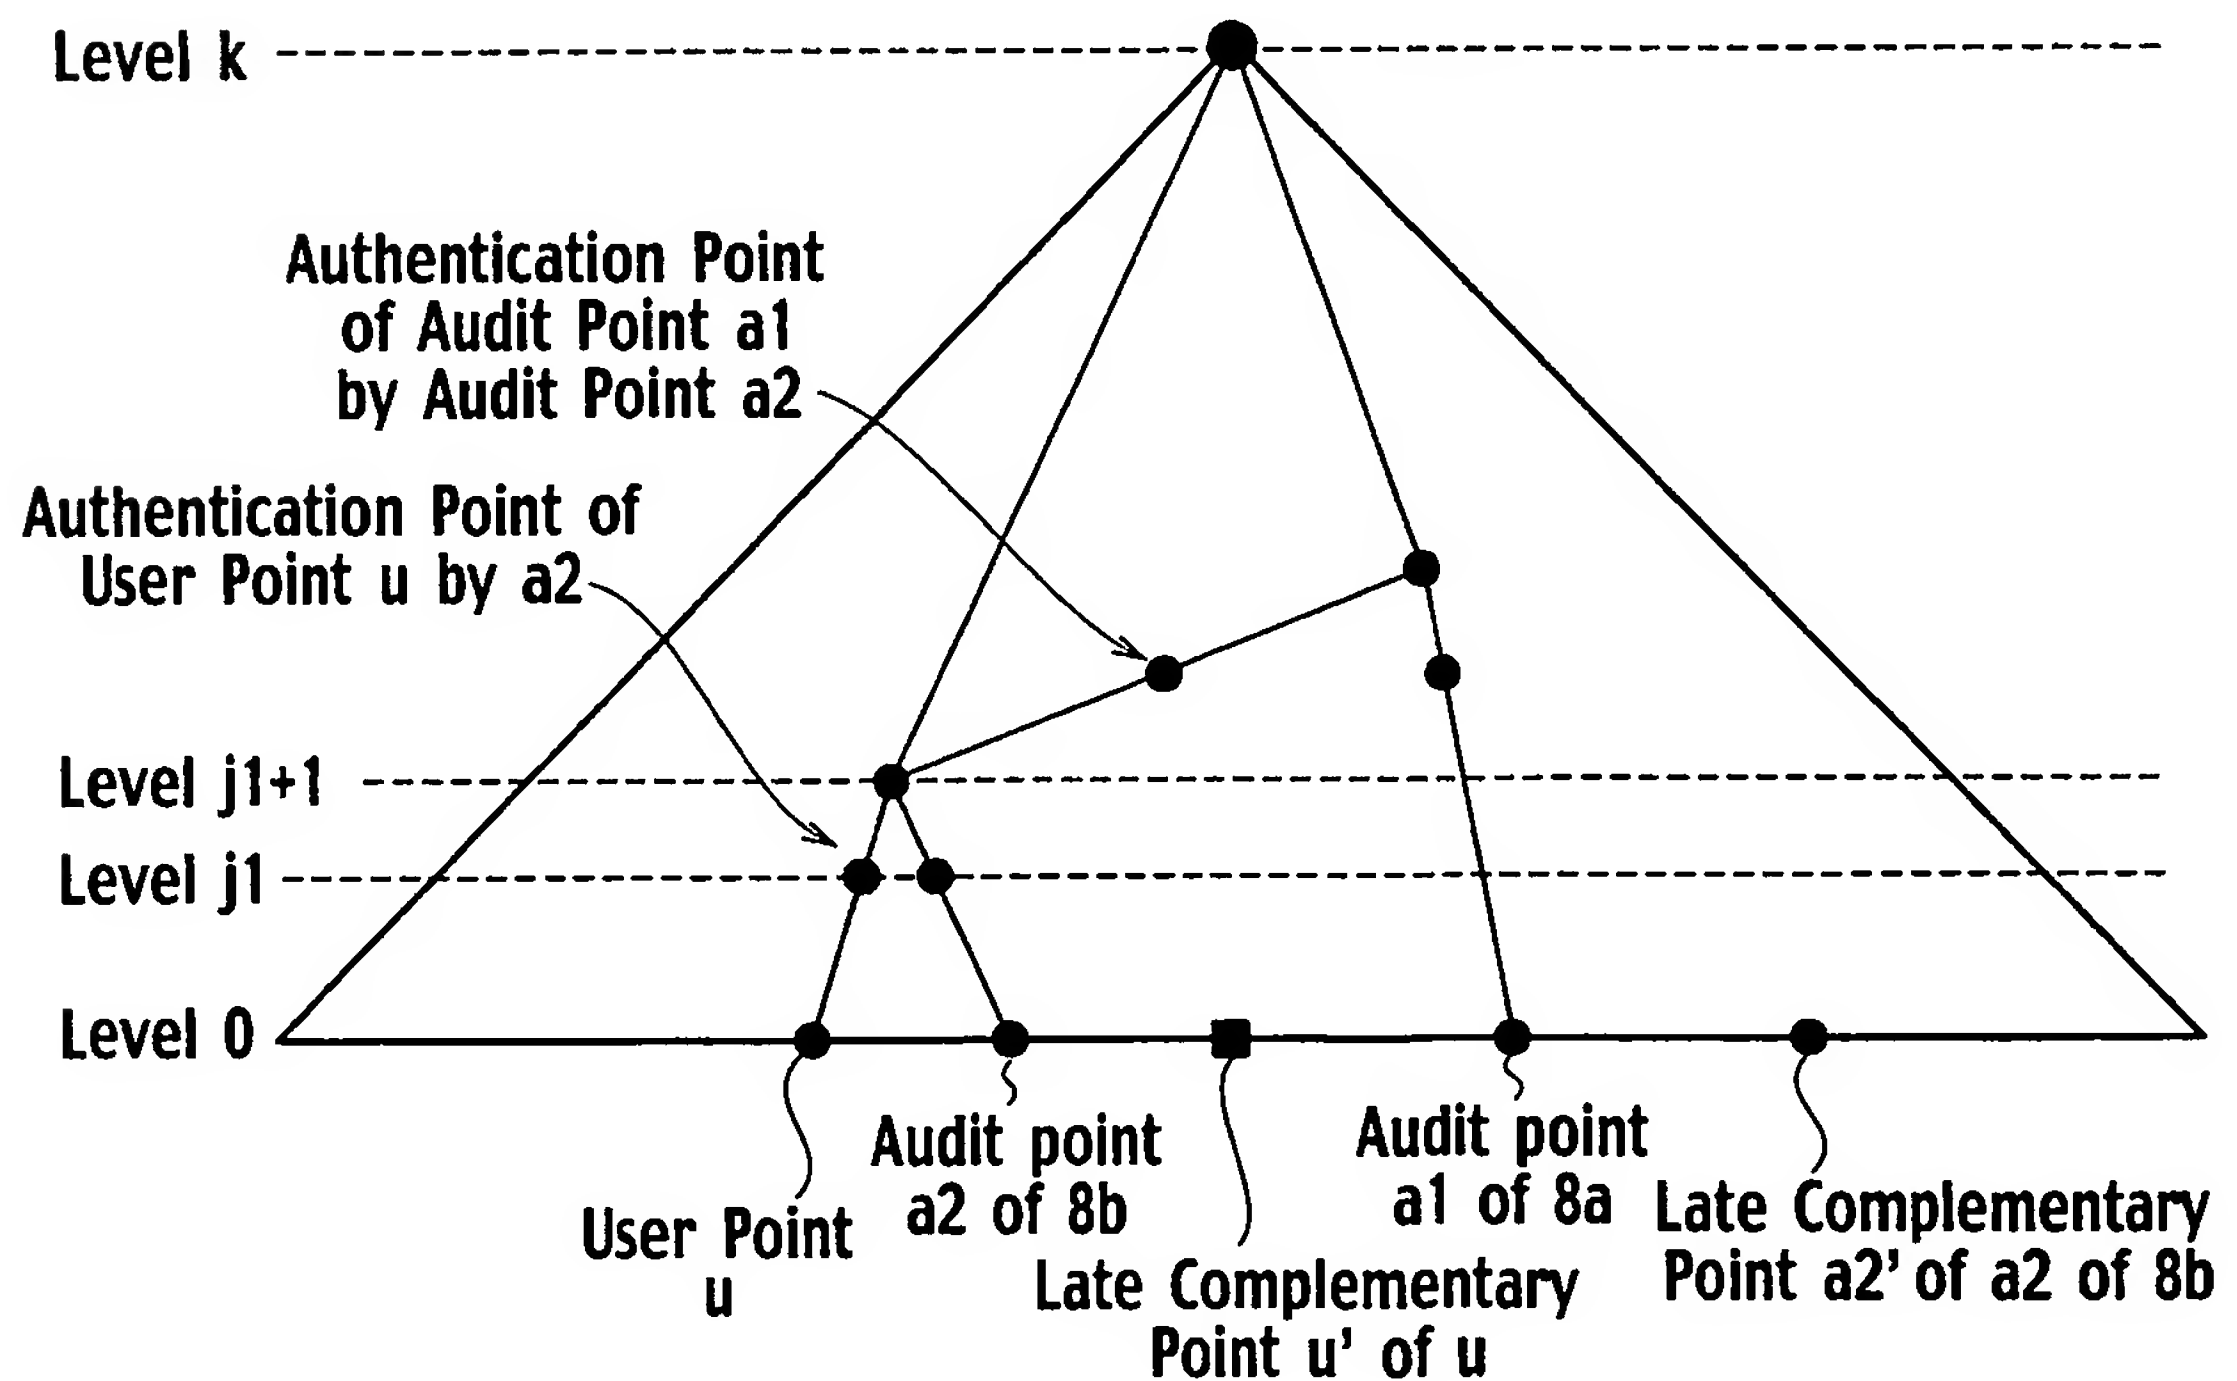 Level k
Authentication Point
of Audit Point a1
by Audit Point a2
Authentication Point of
User Point u by a2
Level j1+1
Level j1
Level 0
User Point
u
Audit point
a2 of 8b
Late Complementary
Point u' of u
Audit point
a1 of 8a
Late Complementary
Point a2' of a2 of 8b